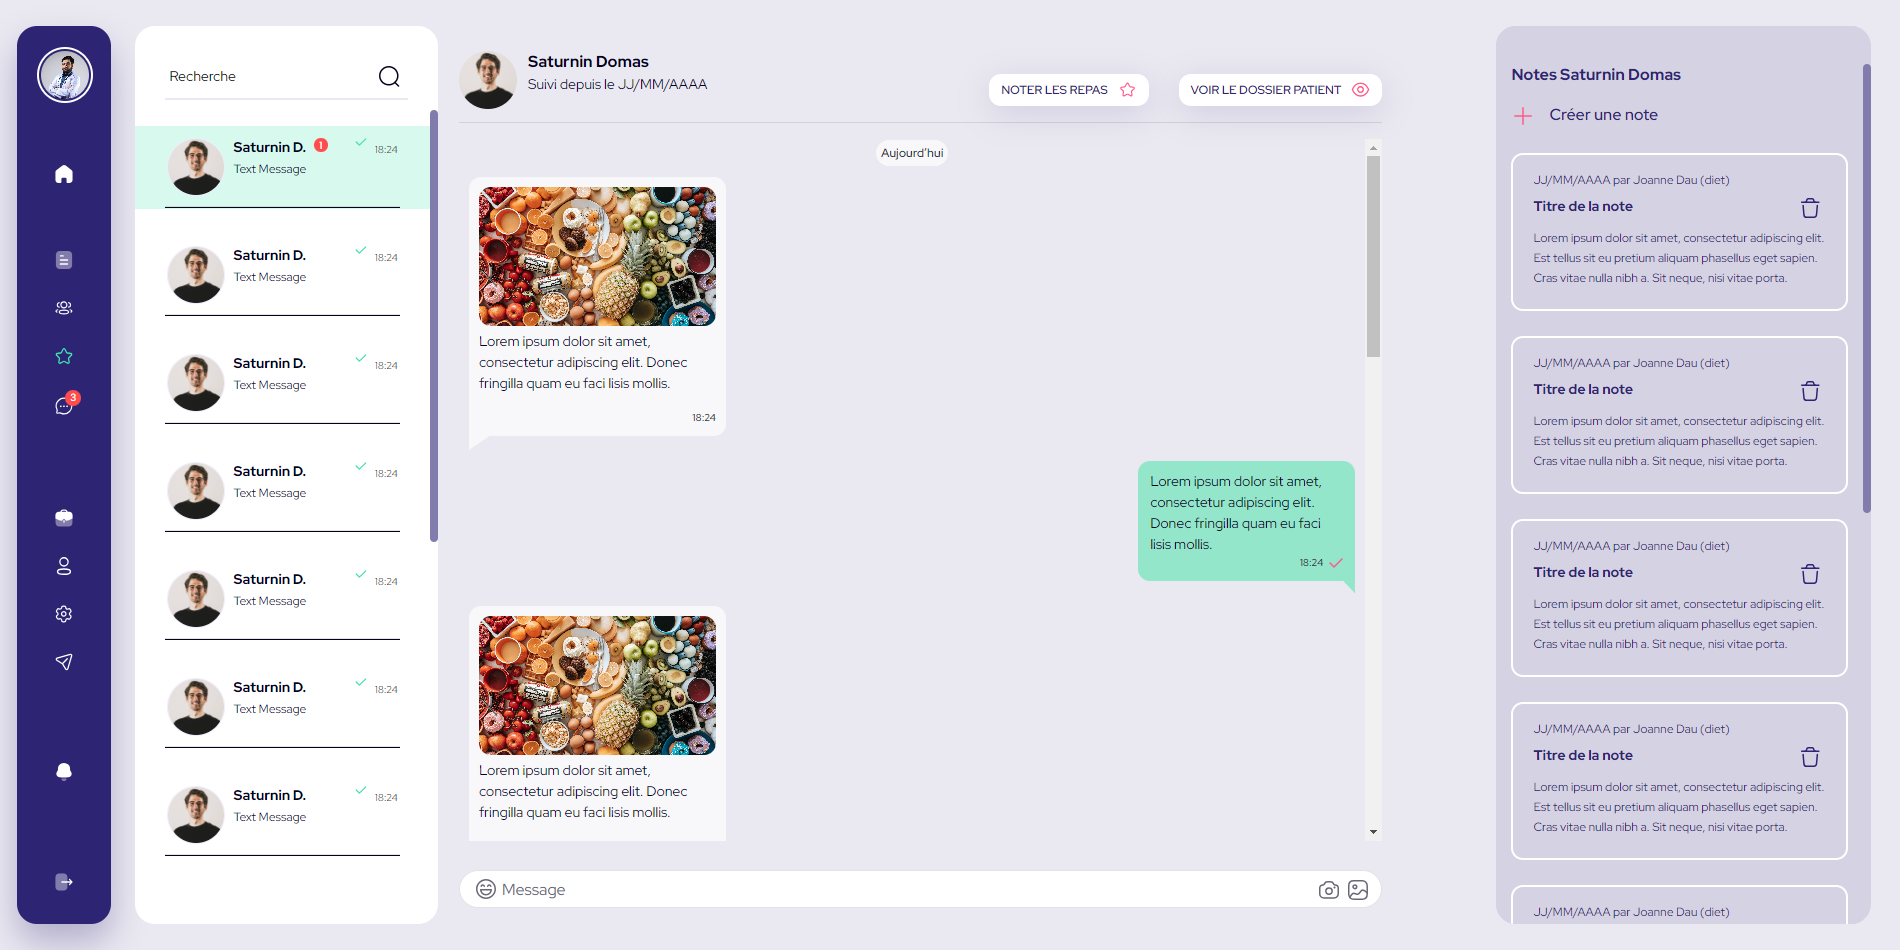 3
Recherche
Saturnin D. 1 18:24
Text Message
Saturnin D. 18:24
Text Message
Saturnin D. 18:24
Text Message
Saturnin D. 18:24
Text Message
Saturnin D. 18:24
Text Message
Saturnin D. 18:24
Text Message
Saturnin D. 18:24
Text Message
Saturnin Domas
Suivi depuis le JJ/MM/AAAA
NOTER LES REPAS
VOIR LE DOSSIER PATIENT
Aujourd'hui
Lorem ipsum dolor sit amet,
consectetur adipiscing elit. Donec
fringilla quam eu faci lisis mollis.
18:24
Lorem ipsum dolor sit amet,
consectetur adipiscing elit.
Donec fringilla quam eu faci
lisis mollis.
18:24
Lorem ipsum dolor sit amet,
consectetur adipiscing elit. Donec
fringilla quam eu faci lisis mollis.
Message
Notes Saturnin Domas
Créer une note
JJ/MM/AAAA par Joanne Dau (diet)
Titre de la note
Lorem ipsum dolor sit amet, consectetur adipiscing elit.
Est tellus sit eu pretium aliquam phasellus eget sapien.
Cras vitae nulla nibh a. Sit neque, nisi vitae porta.
JJ/MM/AAAA par Joanne Dau (diet)
Titre de la note
Lorem ipsum dolor sit amet, consectetur adipiscing elit.
Est tellus sit eu pretium aliquam phasellus eget sapien.
Cras vitae nulla nibh a. Sit neque, nisi vitae porta.
JJ/MM/AAAA par Joanne Dau (diet)
Titre de la note
Lorem ipsum dolor sit amet, consectetur adipiscing elit.
Est tellus sit eu pretium aliquam phasellus eget sapien.
Cras vitae nulla nibh a. Sit neque, nisi vitae porta.
JJ/MM/AAAA par Joanne Dau (diet)
Titre de la note
Lorem ipsum dolor sit amet, consectetur adipiscing elit.
Est tellus sit eu pretium aliquam phasellus eget sapien.
Cras vitae nulla nibh a. Sit neque, nisi vitae porta.
JJ/MM/AAAA par Joanne Dau (diet)